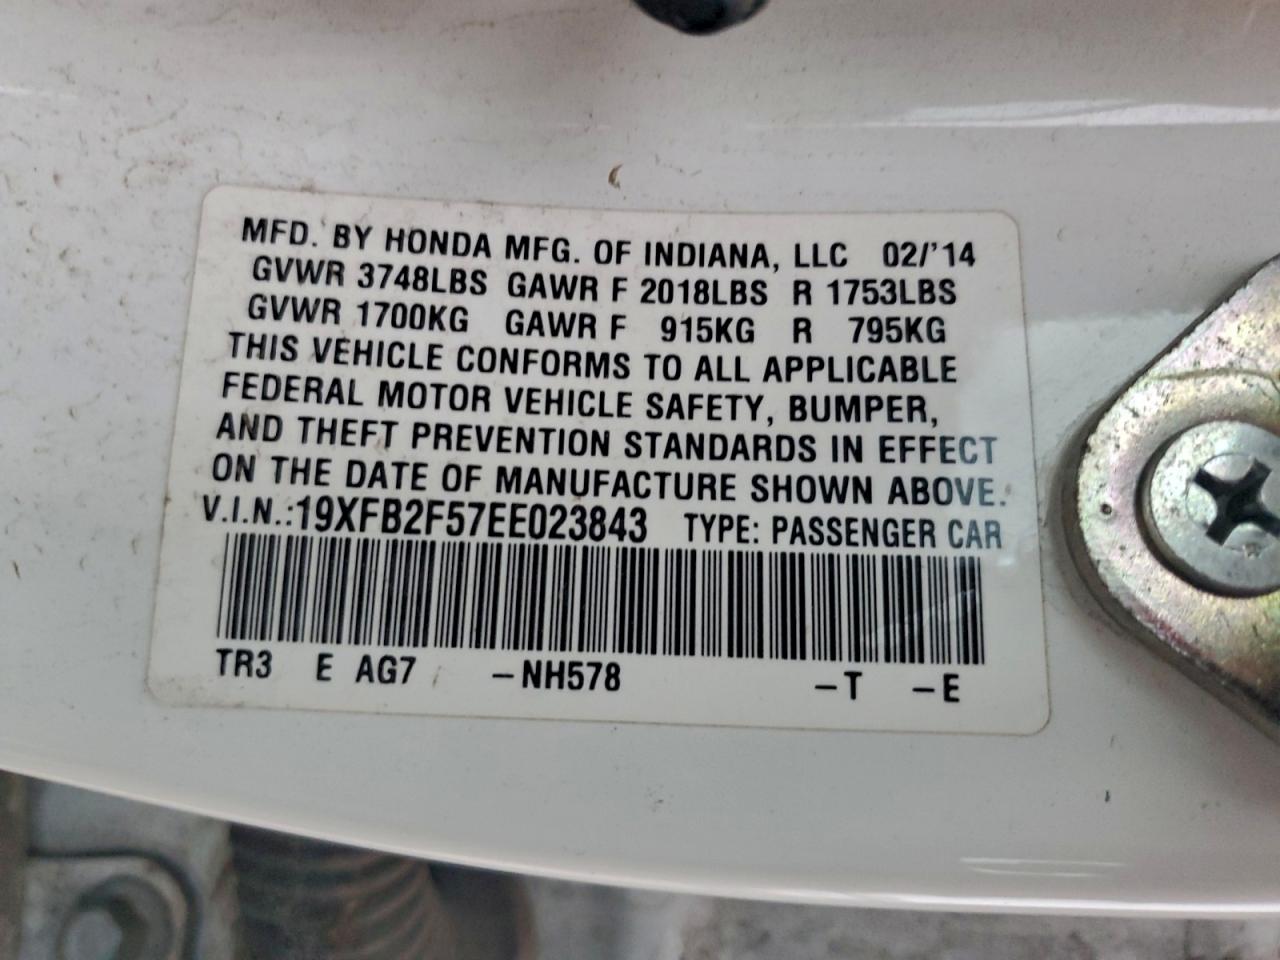 MFD. BY HONDA MFG. OF INDIANA, LLC 02/'14
GVWR 3748LBS GAWR F 2018LBS R 1753LBS
GVWR 1700KG GAWR F 915KG R 795KG
THIS VEHICLE CONFORMS TO ALL APPLICABLE
FEDERAL MOTOR VEHICLE SAFETY, BUMPER,
AND THEFT PREVENTION STANDARDS IN EFFECT
ON THE DATE OF MANUFACTURE SHOWN ABOVE.
V.I.N.:19XFB2F57EE023843 TYPE: PASSENGER CAR
TR3 E AG7 -NH578 -T -E